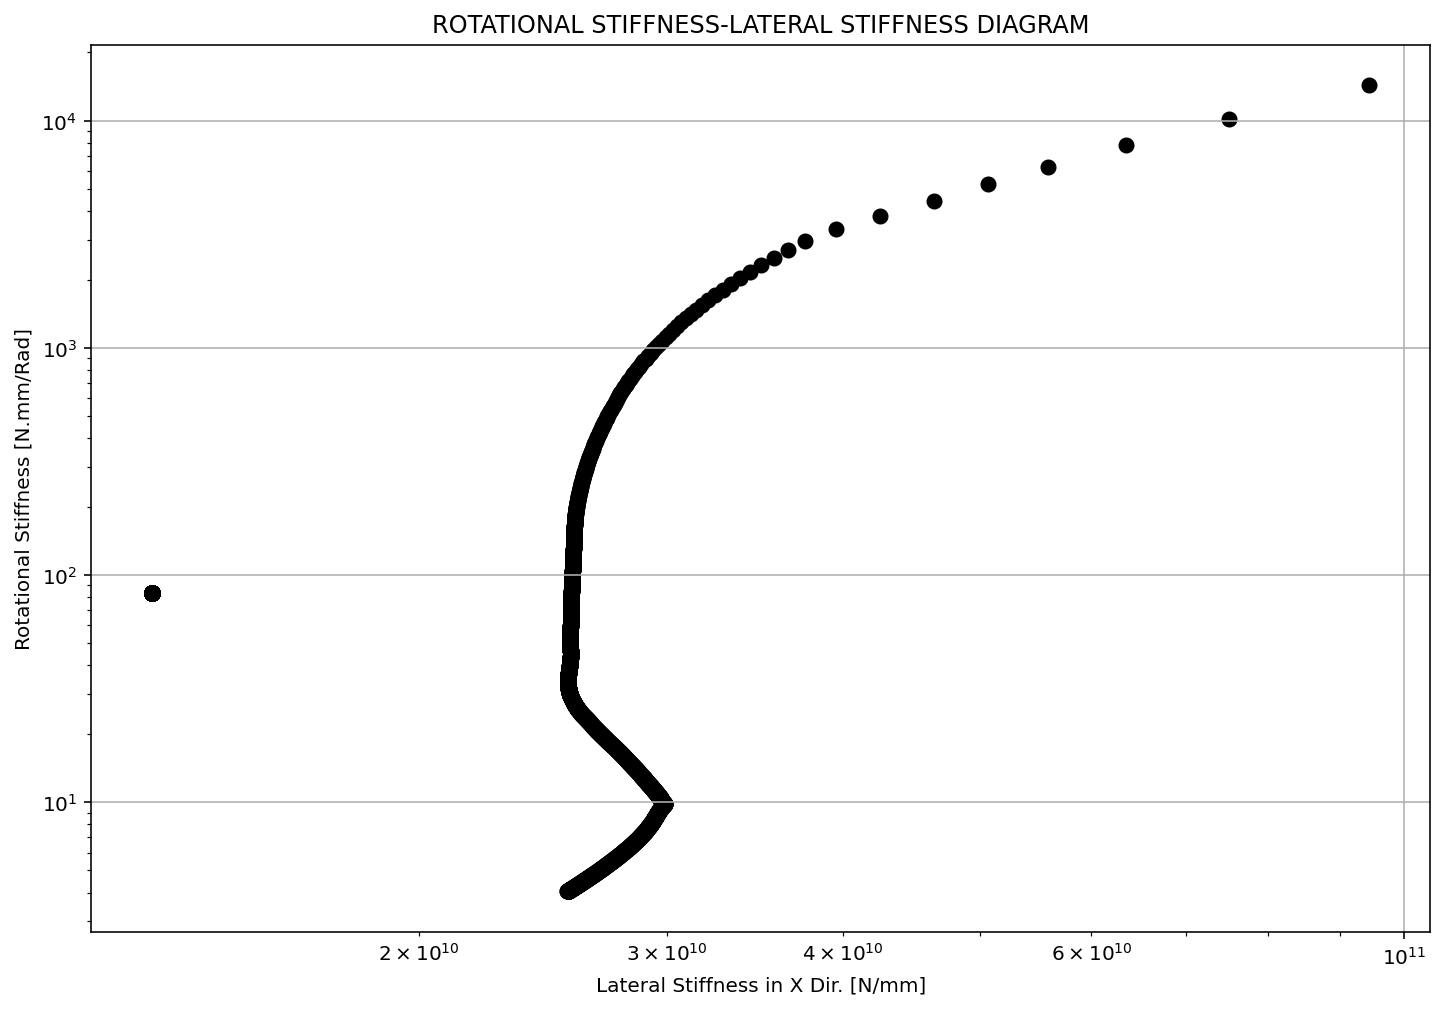 ROTATIONAL STIFFNESS-LATERAL STIFFNESS DIAGRAM
Rotational Stiffness [N.mm/Rad]
10⁴
10³
10²
10¹
2 × 10¹⁰ 3 × 10¹⁰ 4 × 10¹⁰ 6 × 10¹⁰ 10¹¹
Lateral Stiffness in X Dir. [N/mm]